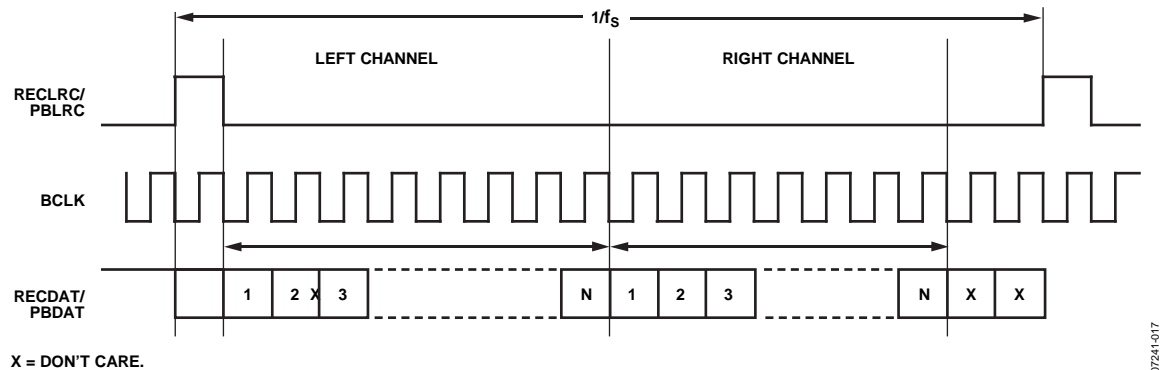 1/fS
LEFT CHANNEL
RIGHT CHANNEL
RECLRC/
PBLRC
BCLK
RECDAT/
PBDAT
1 2 X 3 N 1 2 3 N X X
X = DON'T CARE.
07241-017